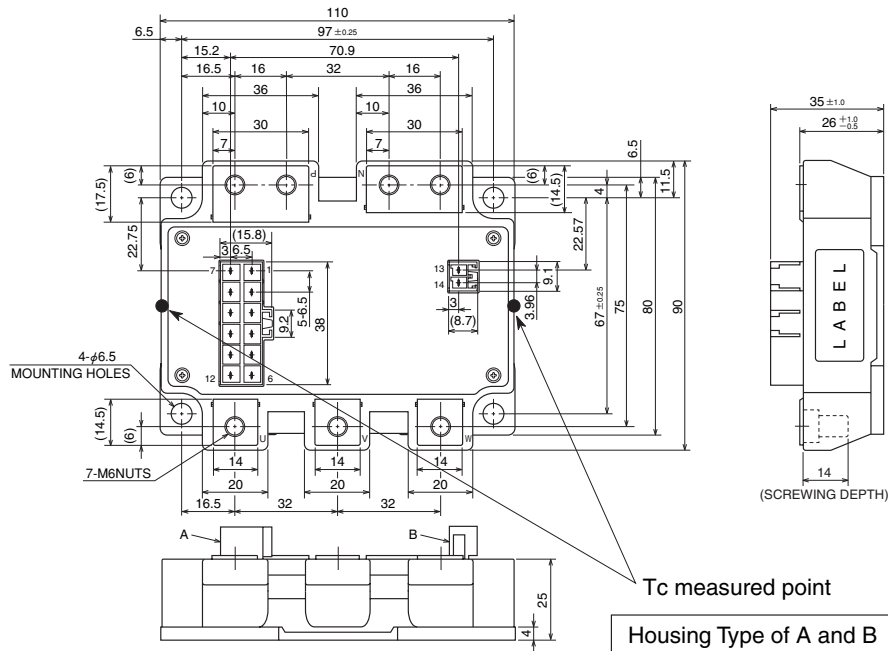 110
6.5 97 ±0.25
15.2 70.9
16.5 16 32 16
36 36
10 10
30 30
7 7
35 ±1.0
26 +1.0 -0.5
6.5
11.5
4
(6)
(17.5)
P
N
(6)
(14.5)
22.75
22.57
(15.8)
3 6.5
7 1
13
14
9.1
3.96
3
(8.7)
5-6.5
9.2
38
67 ±0.25
75
80
90
LABEL
12 6
4-φ6.5
MOUNTING HOLES
(14.5)
(6)
U V W
7-M6NUTS
14 14 14
20 20 20
16.5 32 32
14
(SCREWING DEPTH)
A B
25
4
Tc measured point
Housing Type of A and B